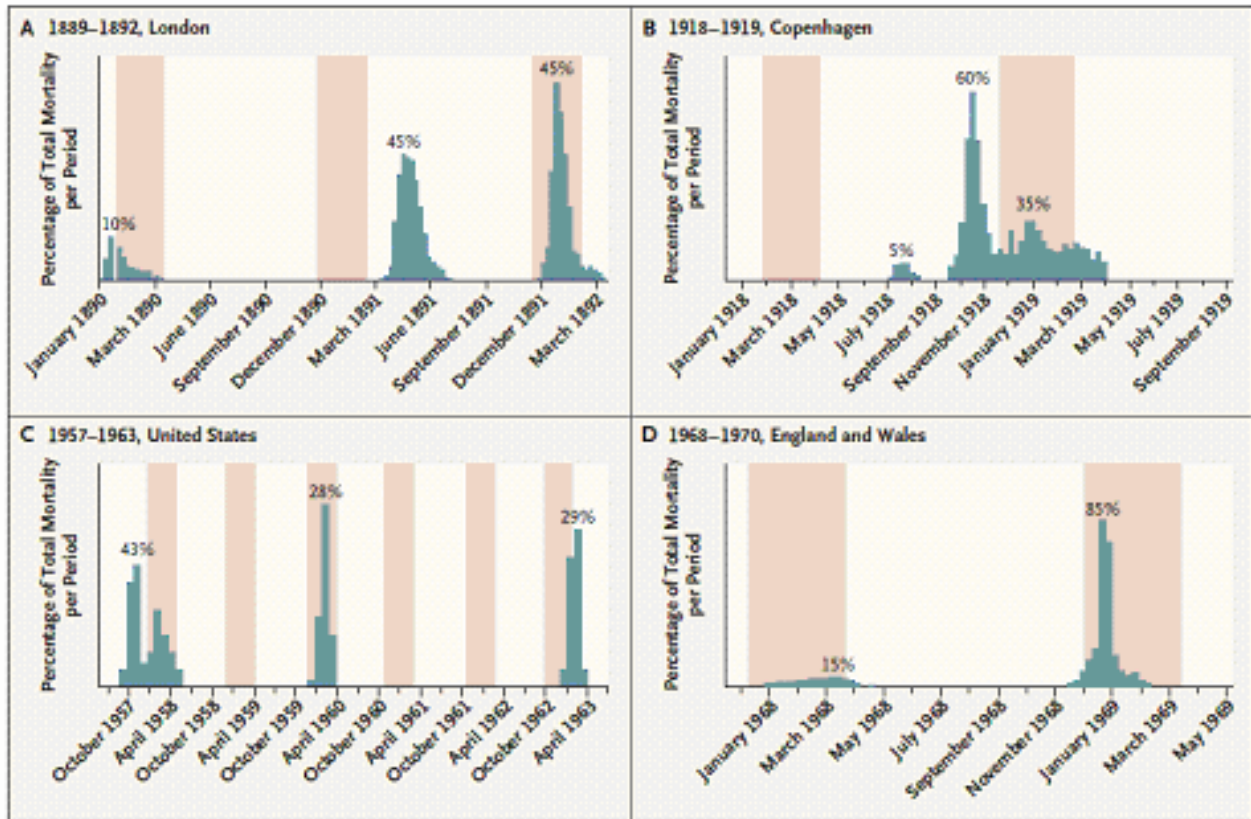 A 1889–1892, London
Percentage of Total Mortality
per Period
10%
45%
45%
January 1890
March 1890
June 1890
September 1890
December 1890
March 1891
June 1891
September 1891
December 1891
March 1892
B 1918–1919, Copenhagen
Percentage of Total Mortality
per Period
5%
60%
35%
January 1918
March 1918
May 1918
July 1918
September 1918
November 1918
January 1919
March 1919
May 1919
July 1919
September 1919
C 1957–1963, United States
Percentage of Total Mortality
per Period
43%
28%
29%
October 1957
April 1958
October 1958
April 1959
October 1959
April 1960
October 1960
April 1961
October 1961
April 1962
October 1962
April 1963
D 1968–1970, England and Wales
Percentage of Total Mortality
per Period
15%
85%
January 1968
March 1968
May 1968
July 1968
September 1968
November 1968
January 1969
March 1969
May 1969